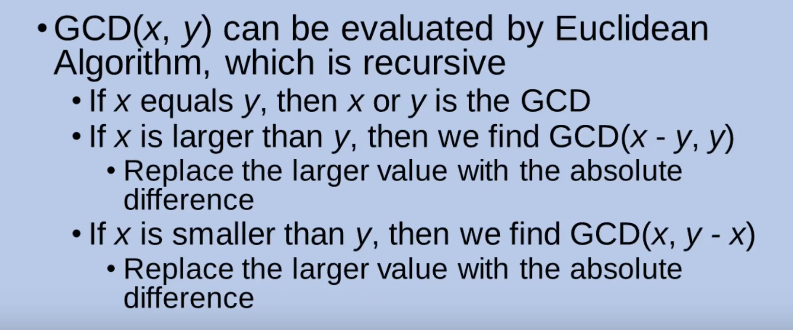 • GCD(x, y) can be evaluated by Euclidean
Algorithm, which is recursive
• If x equals y, then x or y is the GCD
• If x is larger than y, then we find GCD(x - y, y)
• Replace the larger value with the absolute
difference
• If x is smaller than y, then we find GCD(x, y - x)
• Replace the larger value with the absolute
difference